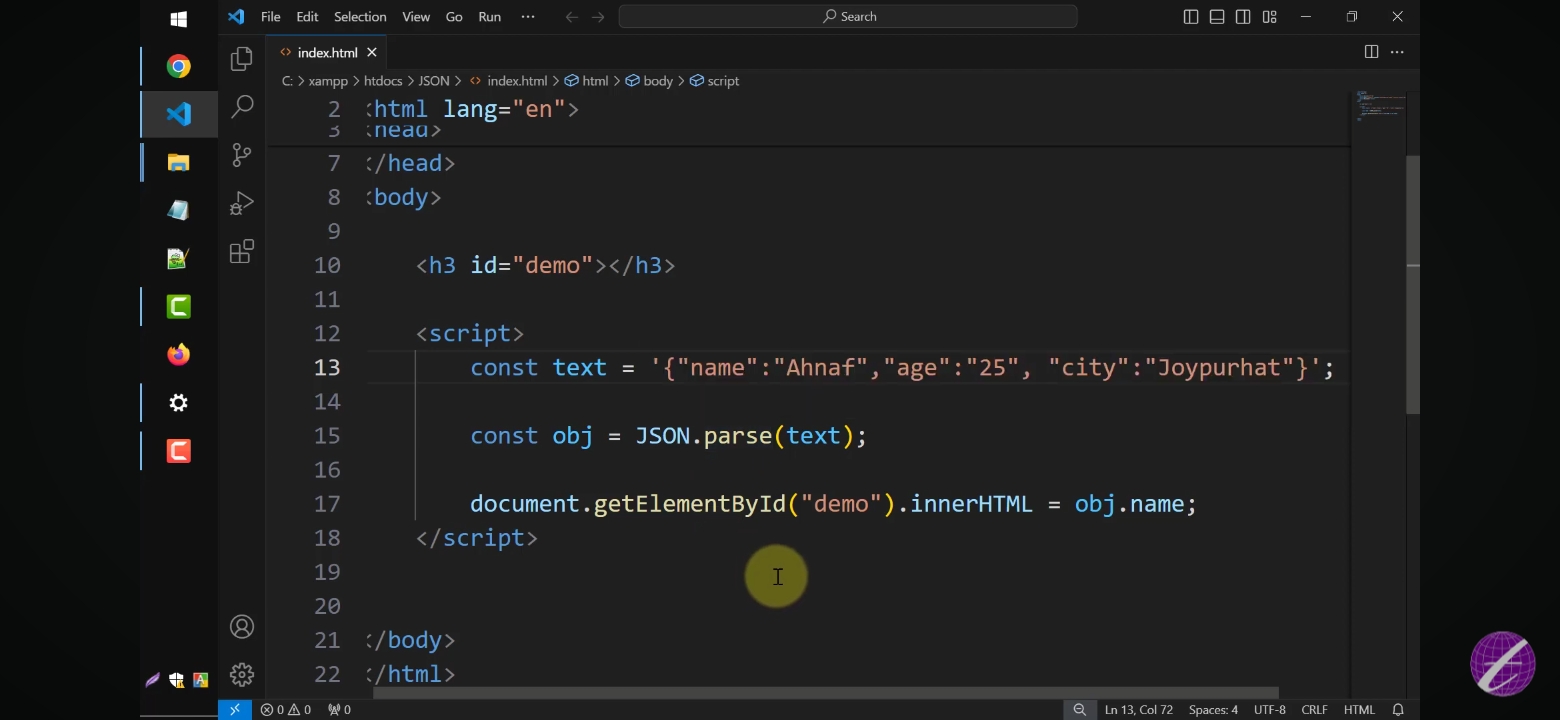 File Edit Selection View Go Run ··· Search
index.html
C: > xampp > htdocs > JSON > index.html > html > body > script
2 <html lang="en">
3 <head>
7 </head>
8 <body>
9
10 <h3 id="demo"></h3>
11
12 <script>
13 const text = '{"name":"Ahnaf","age":"25", "city":"Joypurhat"}';
14
15 const obj = JSON.parse(text);
16
17 document.getElementById("demo").innerHTML = obj.name;
18 </script>
19
20
21 </body>
22 </html>
0 0 0 Ln 13, Col 72 Spaces: 4 UTF-8 CRLF HTML